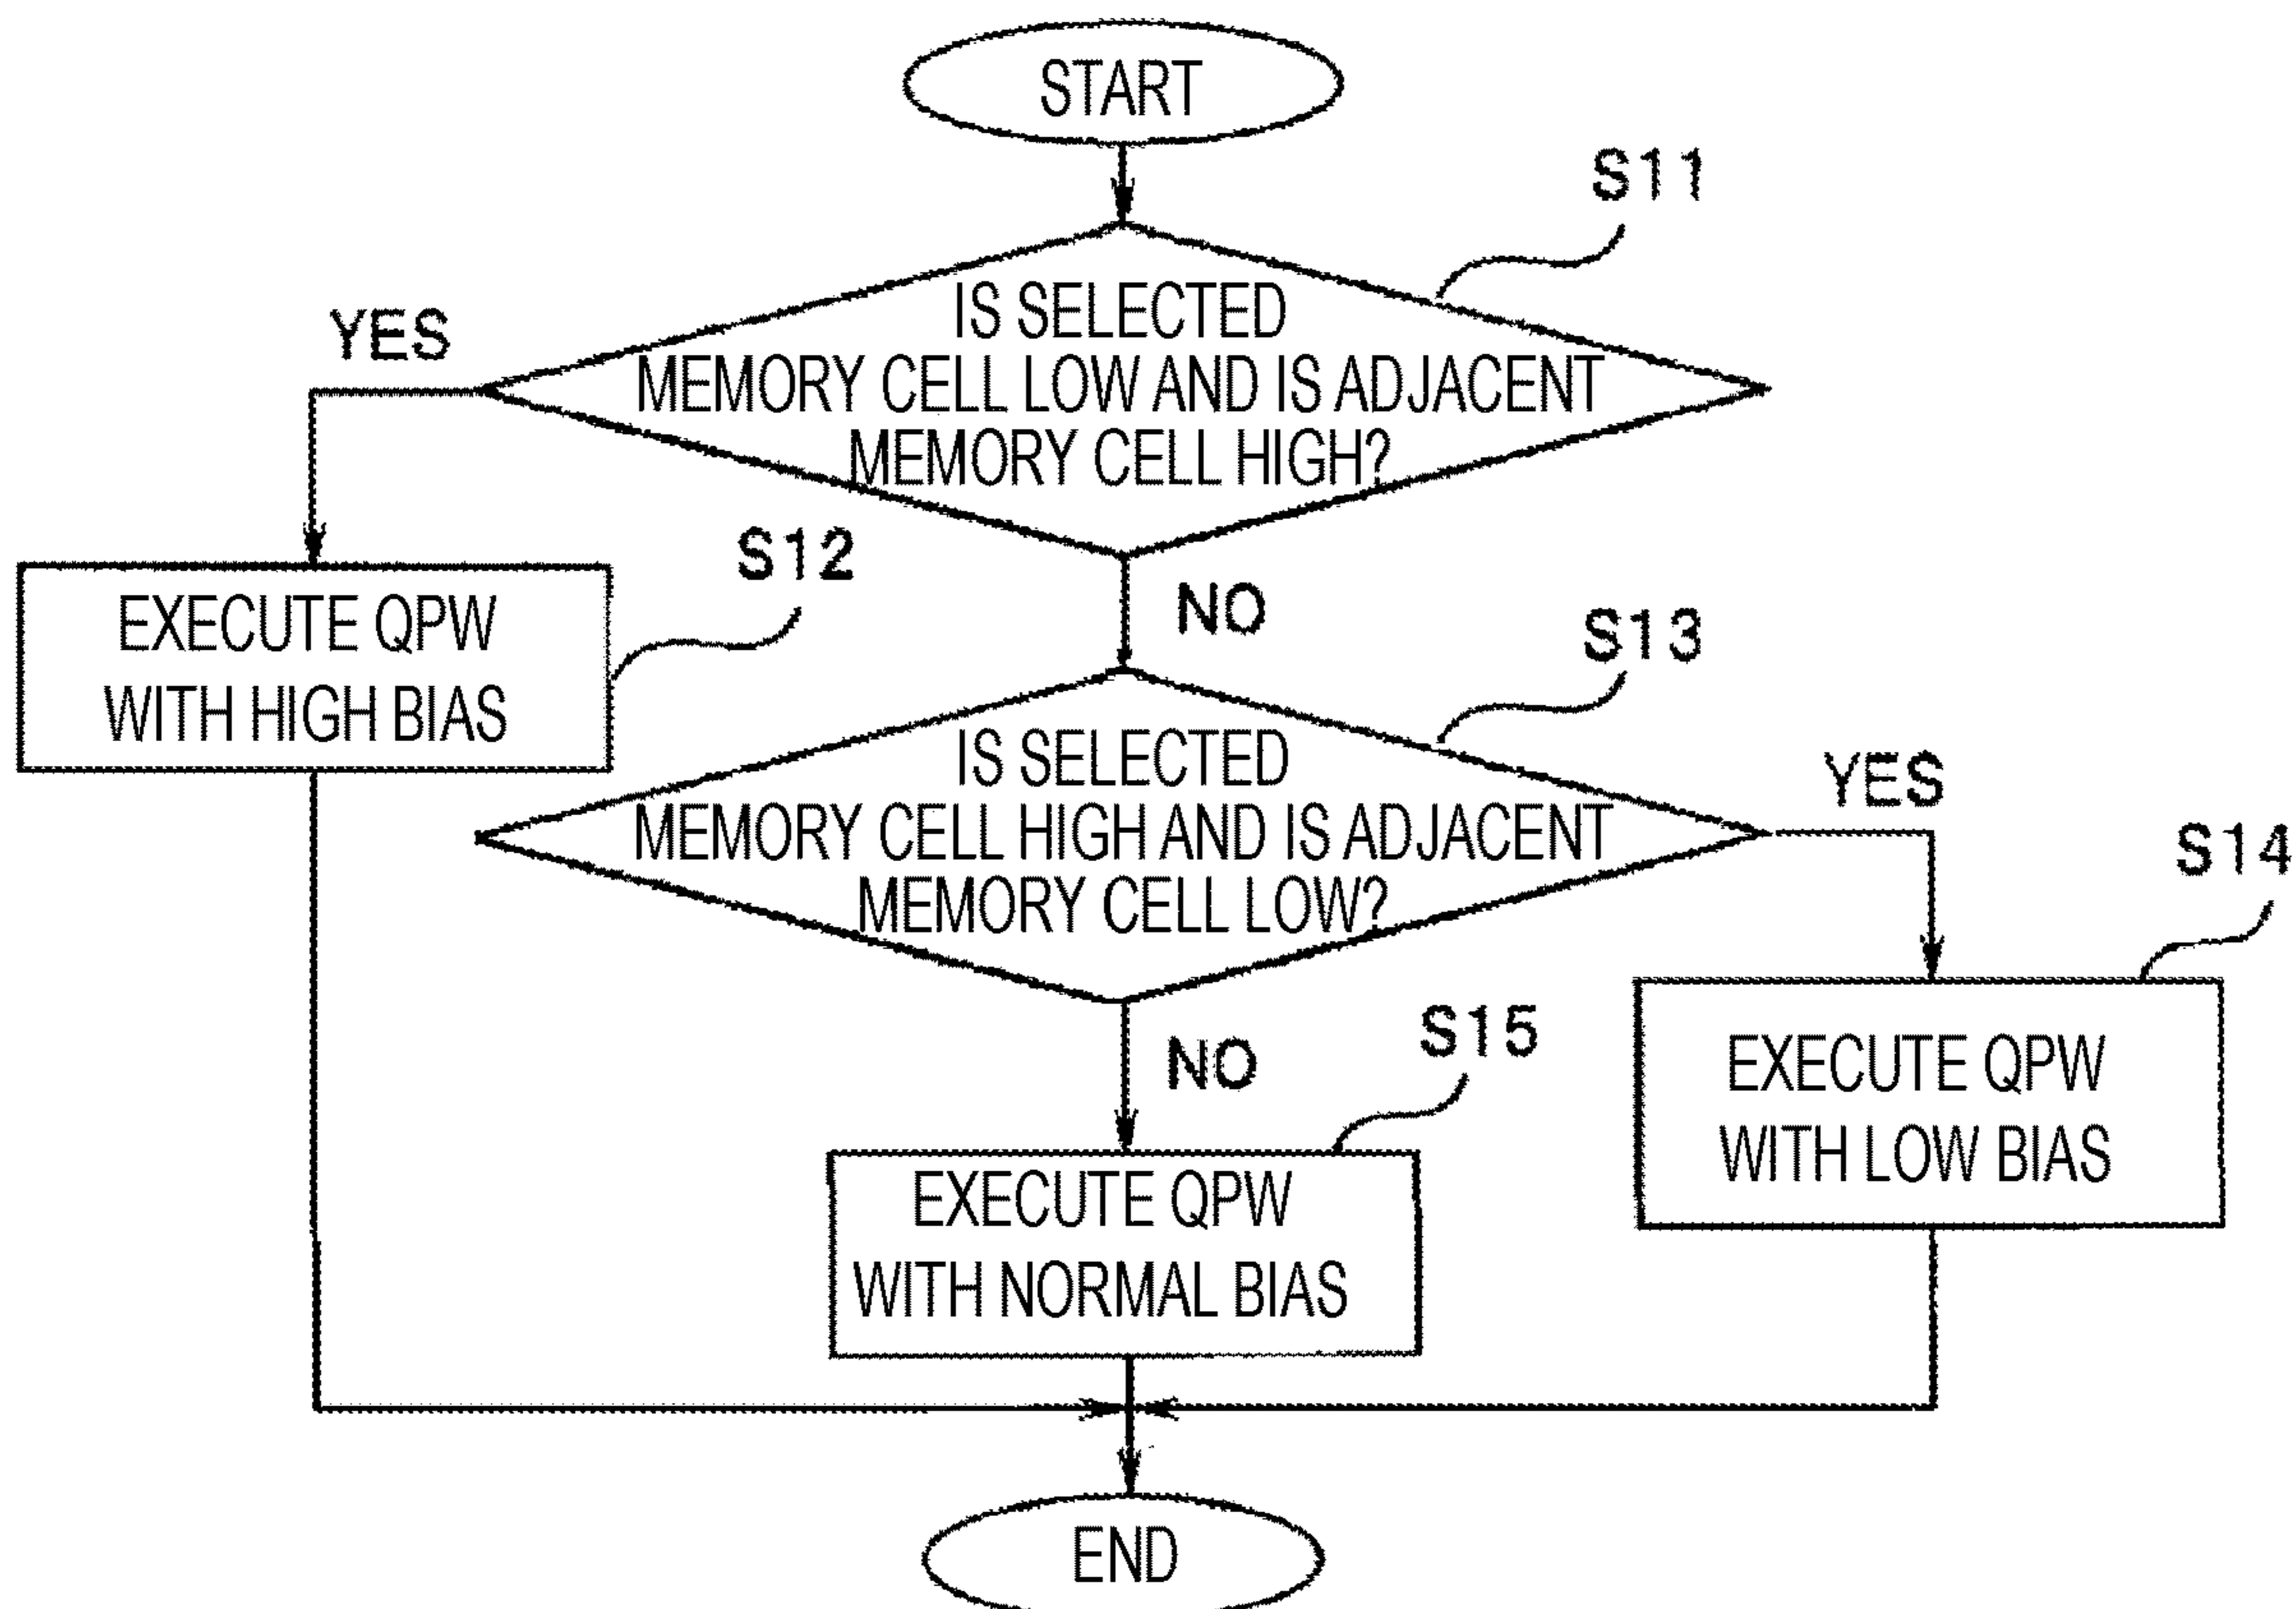 START
S11
YES
IS SELECTED
MEMORY CELL LOW AND IS ADJACENT
MEMORY CELL HIGH?
S12
EXECUTE QPW
WITH HIGH BIAS
NO
S13
IS SELECTED
MEMORY CELL HIGH AND IS ADJACENT
MEMORY CELL LOW?
YES
S14
EXECUTE QPW
WITH LOW BIAS
NO
S15
EXECUTE QPW
WITH NORMAL BIAS
END